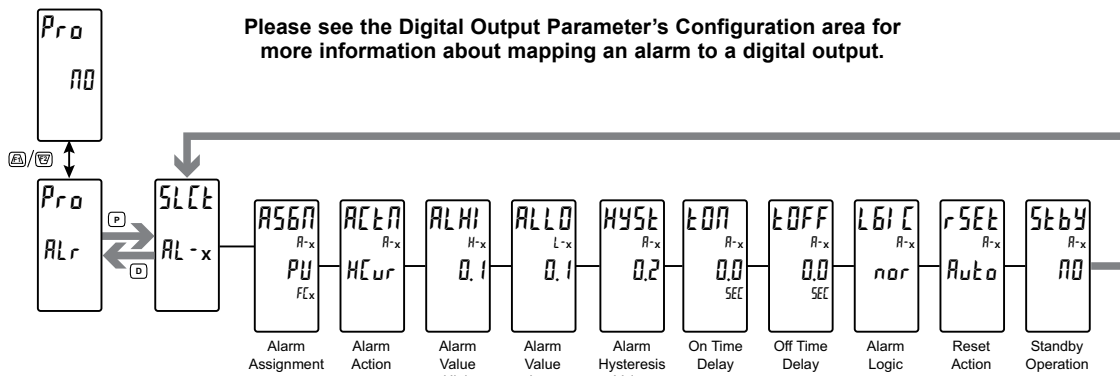 Please see the Digital Output Parameter's Configuration area for
more information about mapping an alarm to a digital output.
Pro
NO
F1/F2
Pro
ALr
P
D
SLCt
AL-x
ASGN
A-x
PV
FCx
Alarm
Assignment
ACtN
A-x
HCur
Alarm
Action
ALHI
H-x
0.1
Alarm
Value
ALLO
L-x
0.1
Alarm
Value
HYSt
A-x
0.2
Alarm
Hysteresis
tON
A-x
0.0
SEC
On Time
Delay
tOFF
A-x
0.0
SEC
Off Time
Delay
LGIC
A-x
nor
Alarm
Logic
rSEt
A-x
Auto
Reset
Action
Stby
A-x
NO
Standby
Operation